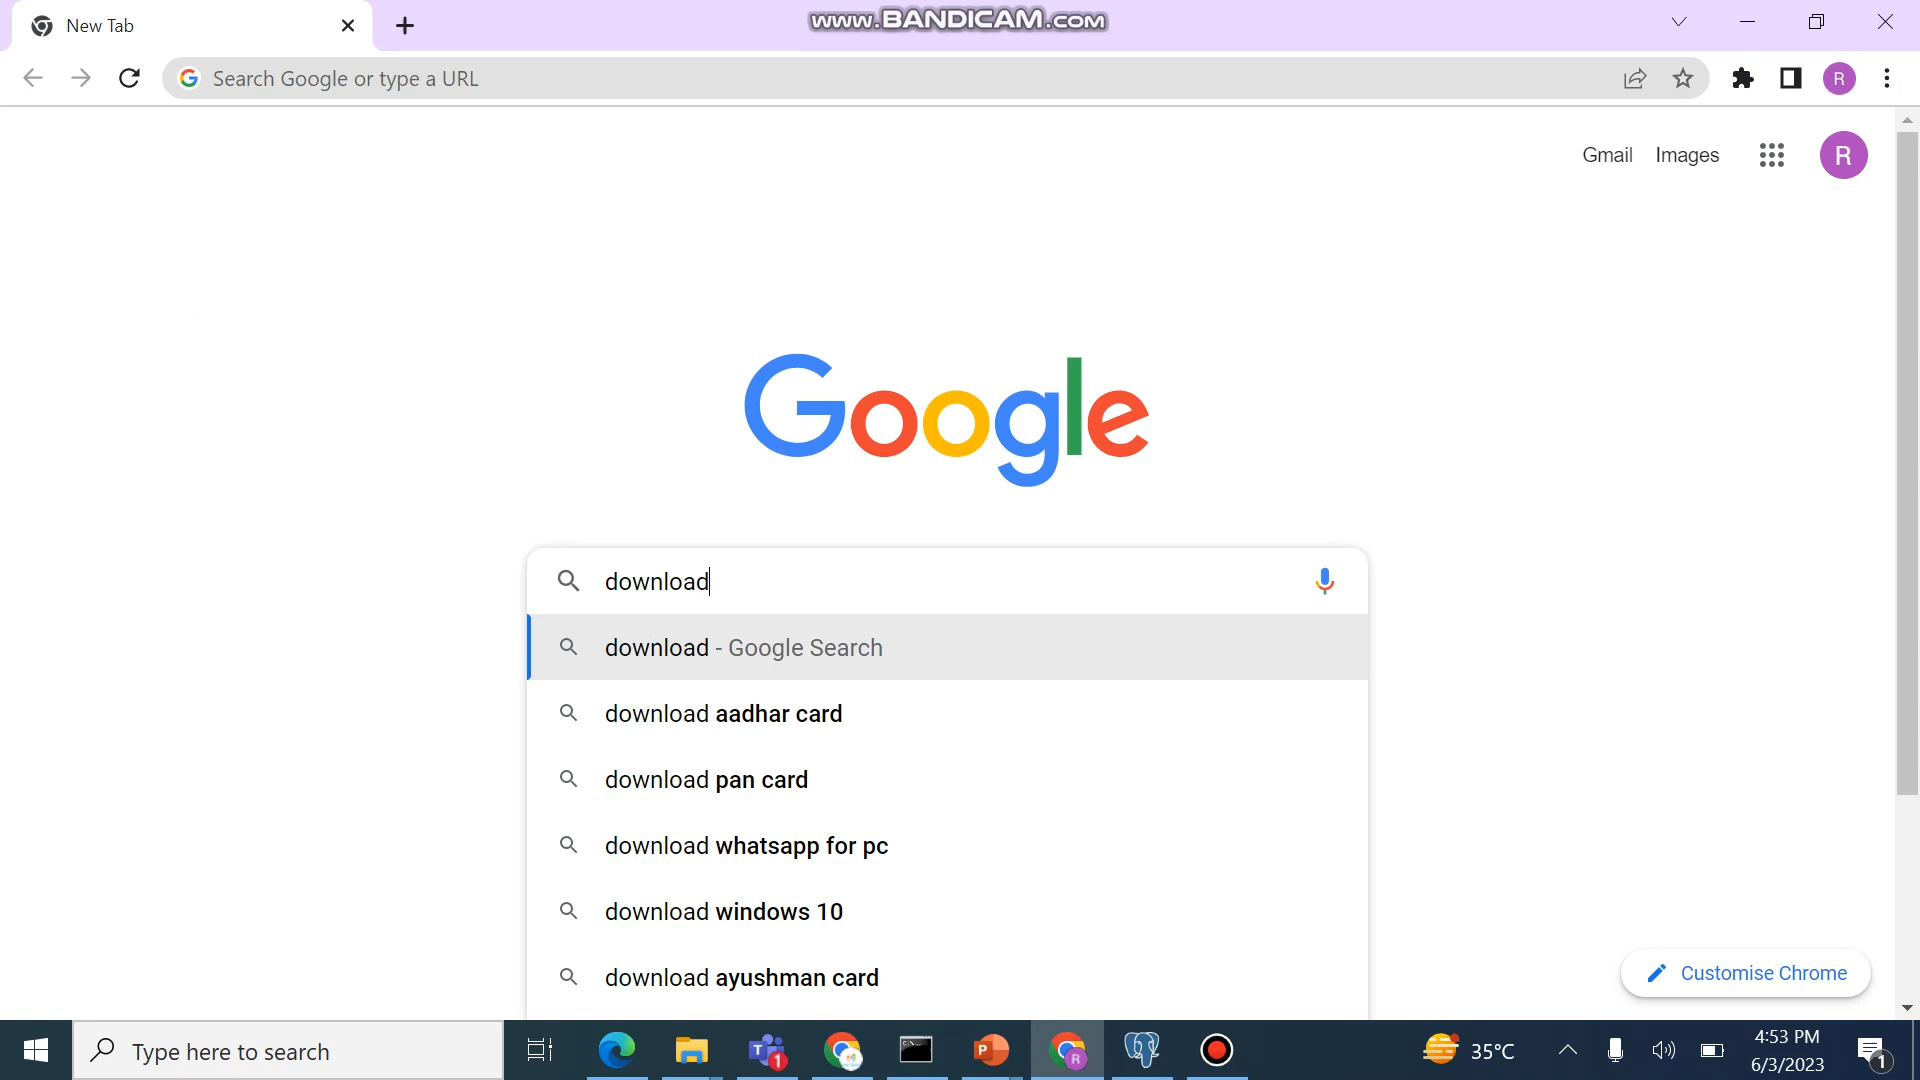 New Tab
www.BANDICAM.COM
Search Google or type a URL
R
Gmail
Images
R
Google
download
download - Google Search
download aadhar card
download pan card
download whatsapp for pc
download windows 10
download ayushman card
Customise Chrome
Type here to search
T
1
P
R
35°C
4:53 PM
6/3/2023
1